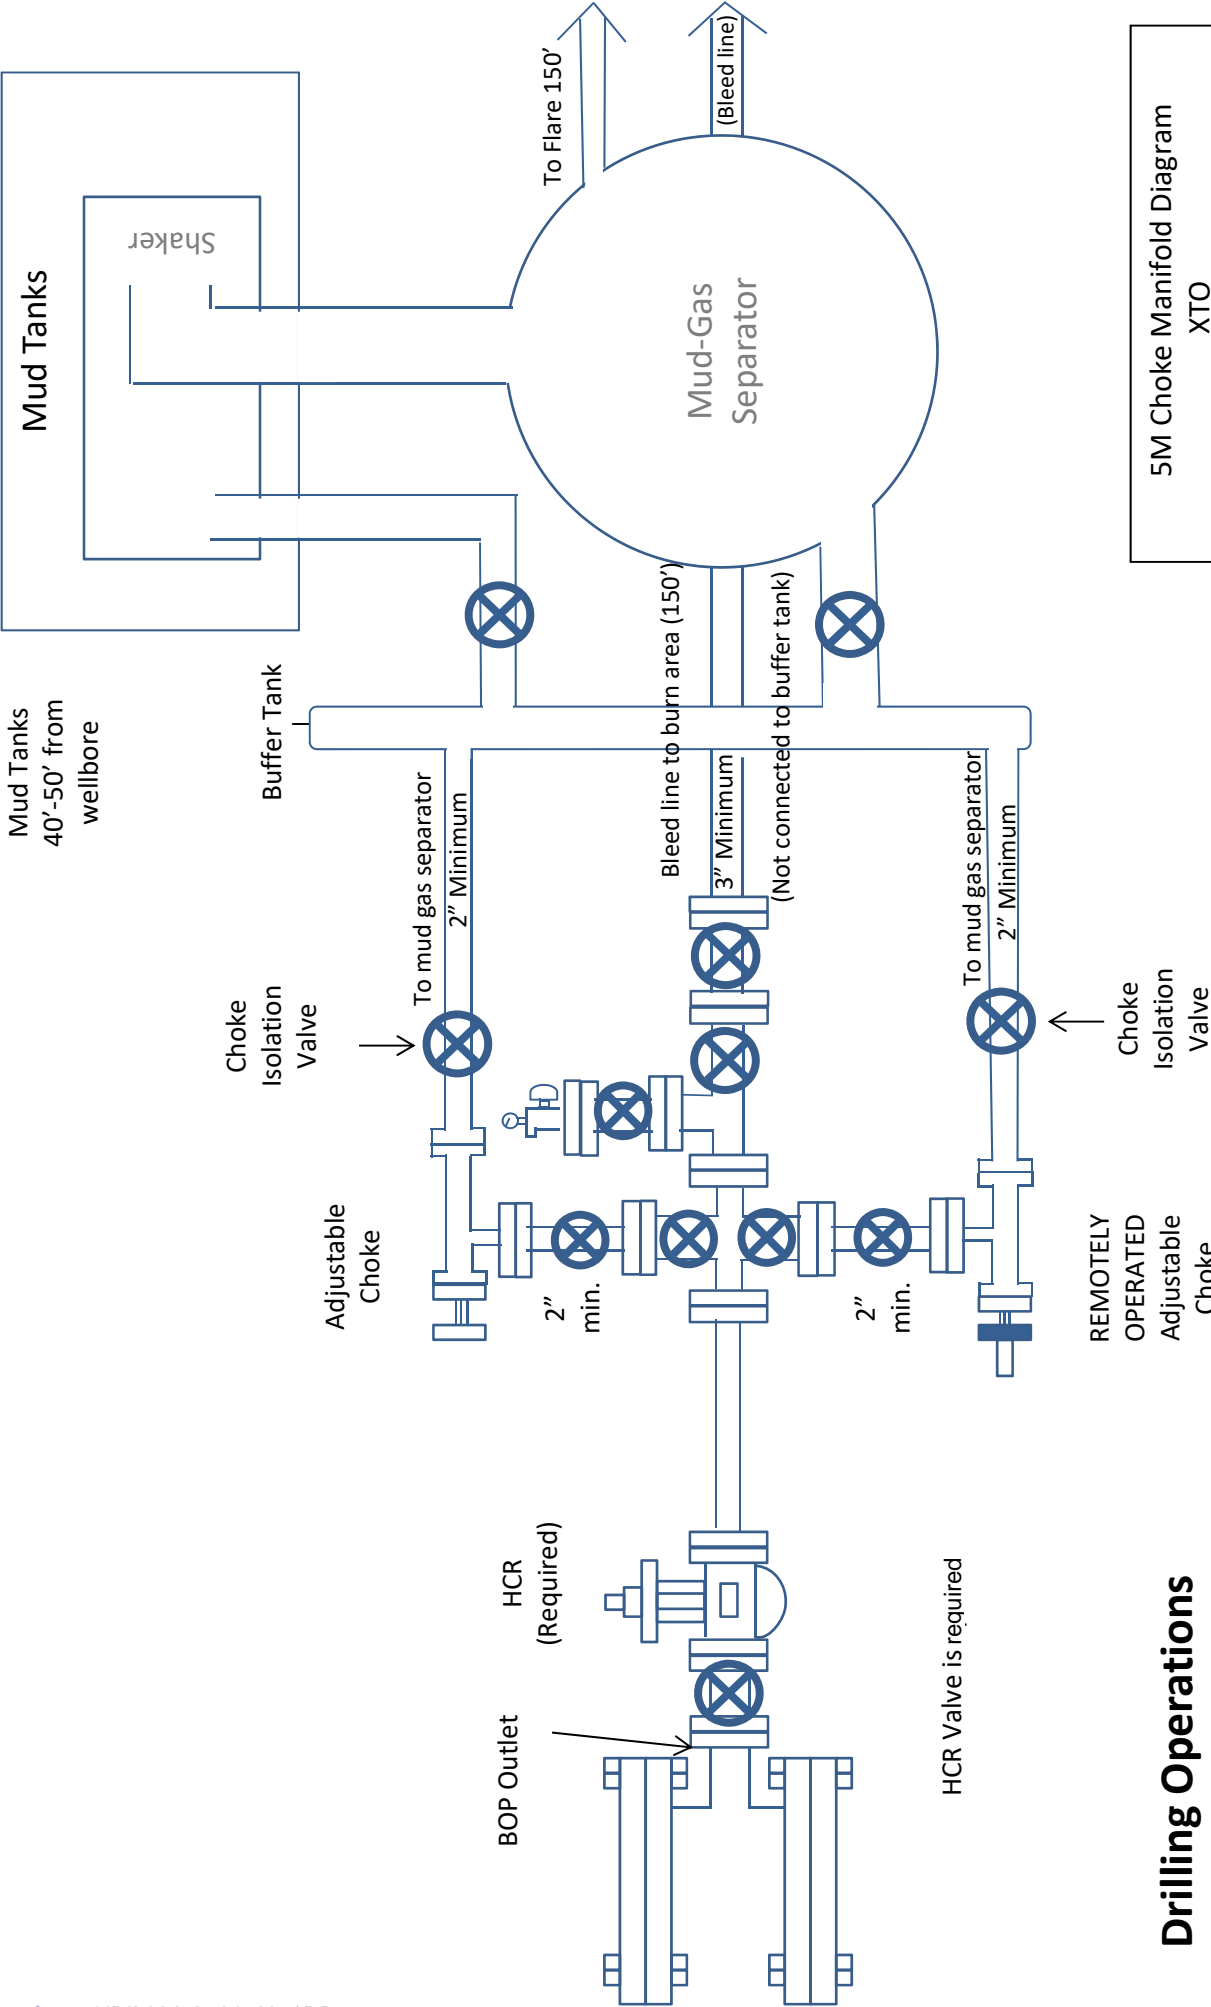 Mud Tanks
40’-50’ from
wellbore
Mud Tanks
Shaker
Buffer Tank
To Flare 150’
(Bleed line)
Mud-Gas
Separator
Choke
Isolation
Valve
To mud gas separator
2” Minimum
Bleed line to burn area (150’)
3” Minimum
(Not connected to buffer tank)
To mud gas separator
2” Minimum
Choke
Isolation
Valve
Adjustable
Choke
2”
min.
2”
min.
REMOTELY
OPERATED
Adjustable
Choke
HCR
(Required)
BOP Outlet
HCR Valve is required
Drilling Operations
5M Choke Manifold Diagram
XTO